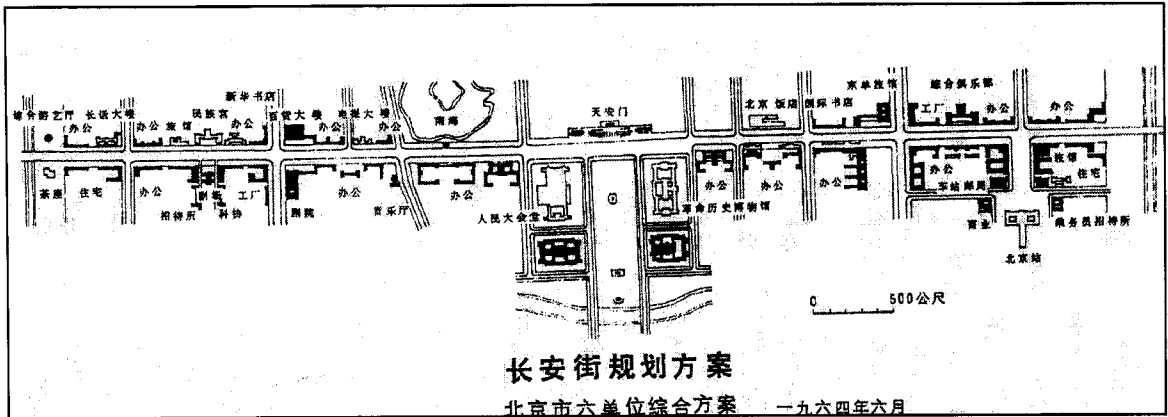 新华书店
京单旅馆
综合俱乐部
综合游艺厅 长话大楼
民族宫
百货大楼 电报大楼
南海
天安门
北京饭店 国际书店
工厂
办公
办公
办公
办公 旅馆
办公
办公
办公
茶座
住宅
办公
剧场
工厂
招待所
科协
剧院
办公
音乐厅
办公
人民大会堂
革命历史博物馆
办公
办公
办公
办公
车站邮局
旅馆
住宅
商业
乘务员招待所
北京站
0 500公尺
长安街规划方案
北京市六单位综合方案 一九六四年六月